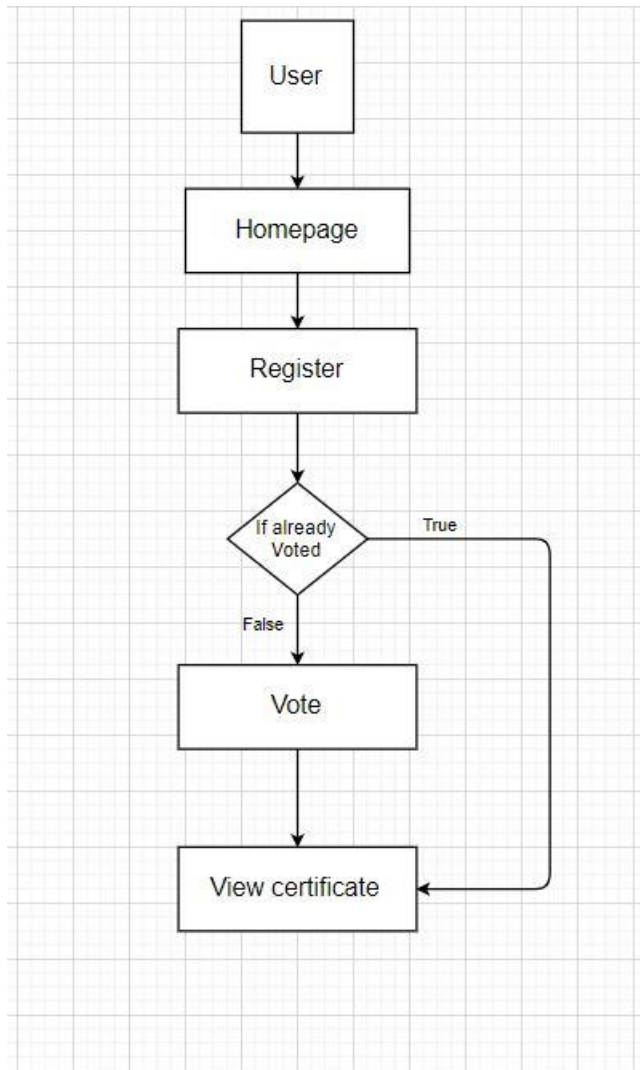 User
Homepage
Register
If already
Voted
True
False
Vote
View certificate